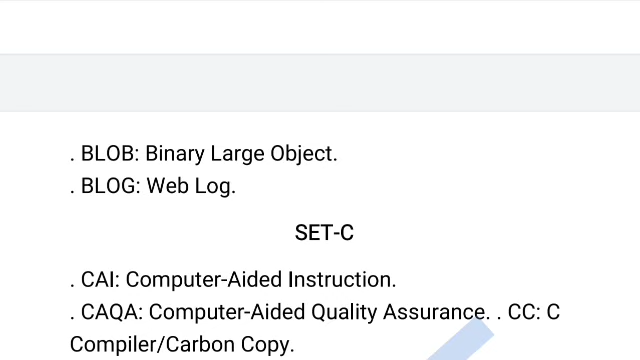 . BLOB: Binary Large Object.
. BLOG: Web Log.
SET-C
. CAI: Computer-Aided Instruction.
. CAQA: Computer-Aided Quality Assurance. . CC: C
Compiler/Carbon Copy.